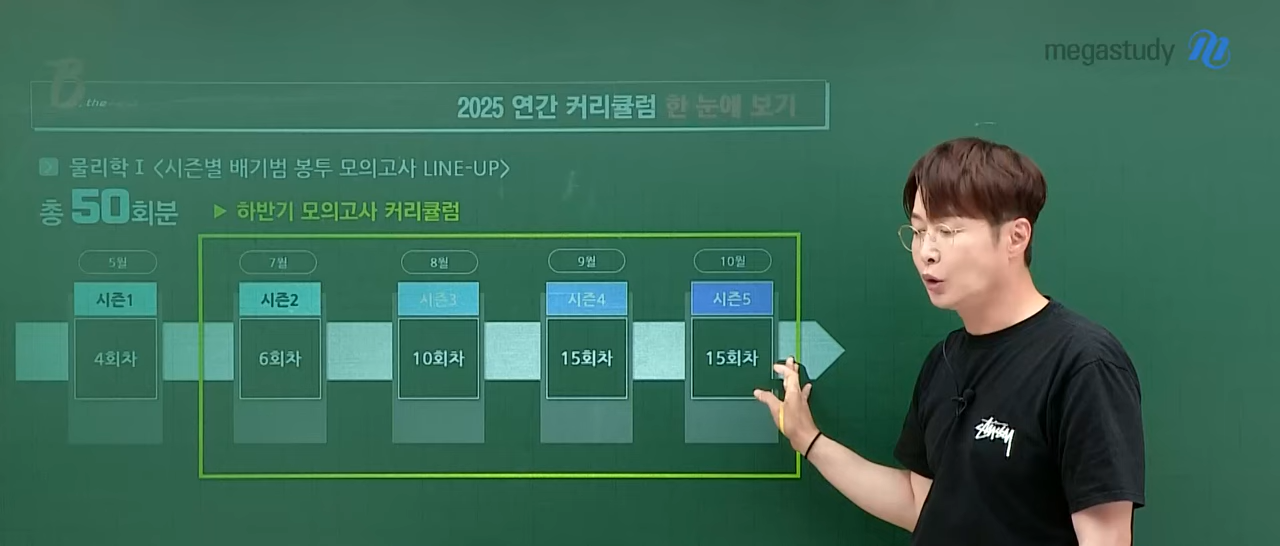 megastudy
B.the
2025 연간 커리큘럼 한 눈에 보기
물리학 I <시즌별 배기범 봉투 모의고사 LINE-UP>
총 50회분 ▶ 하반기 모의고사 커리큘럼
5월 7월 8월 9월 10월
시즌1 시즌2 시즌3 시즌4 시즌5
4회차 6회차 10회차 15회차 15회차
Stüssy